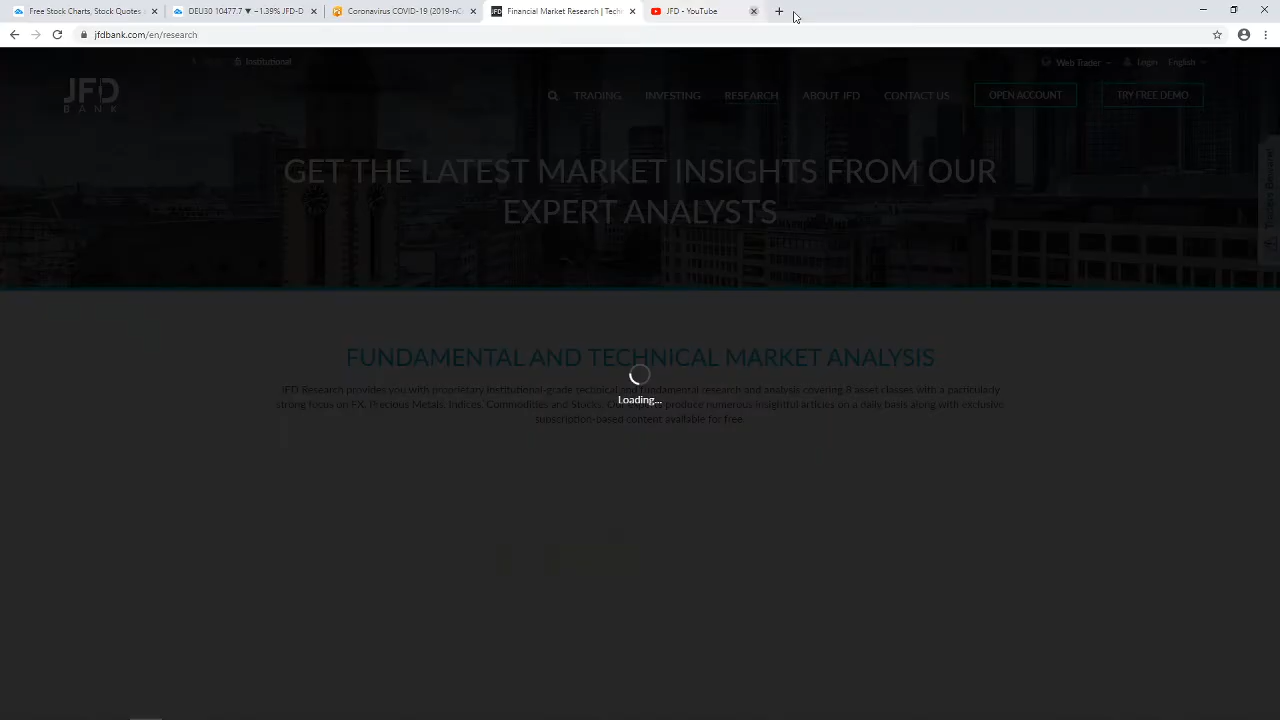 Free Stock Charts, Stock Quotes
DEU30 10477.7 ▼ −1.39% JFD-D
Coronavirus COVID-19 (2019-nC
Financial Market Research | Tech
JFD - YouTube
jfdbank.com/en/research
Institutional
Web Trader
Login
English
JFD
BANK
TRADING
INVESTING
RESEARCH
ABOUT JFD
CONTACT US
OPEN ACCOUNT
TRY FREE DEMO
GET THE LATEST MARKET INSIGHTS FROM OUR
EXPERT ANALYSTS
FUNDAMENTAL AND TECHNICAL MARKET ANALYSIS
JFD Research provides you with proprietary institutional-grade technical and fundamental research and analysis covering 8 asset classes with a particularly
strong focus on FX, Precious Metals, Indices, Commodities and Stocks. Our experts produce numerous insightful articles on a daily basis along with exclusive
subscription-based content available for free.
Loading...